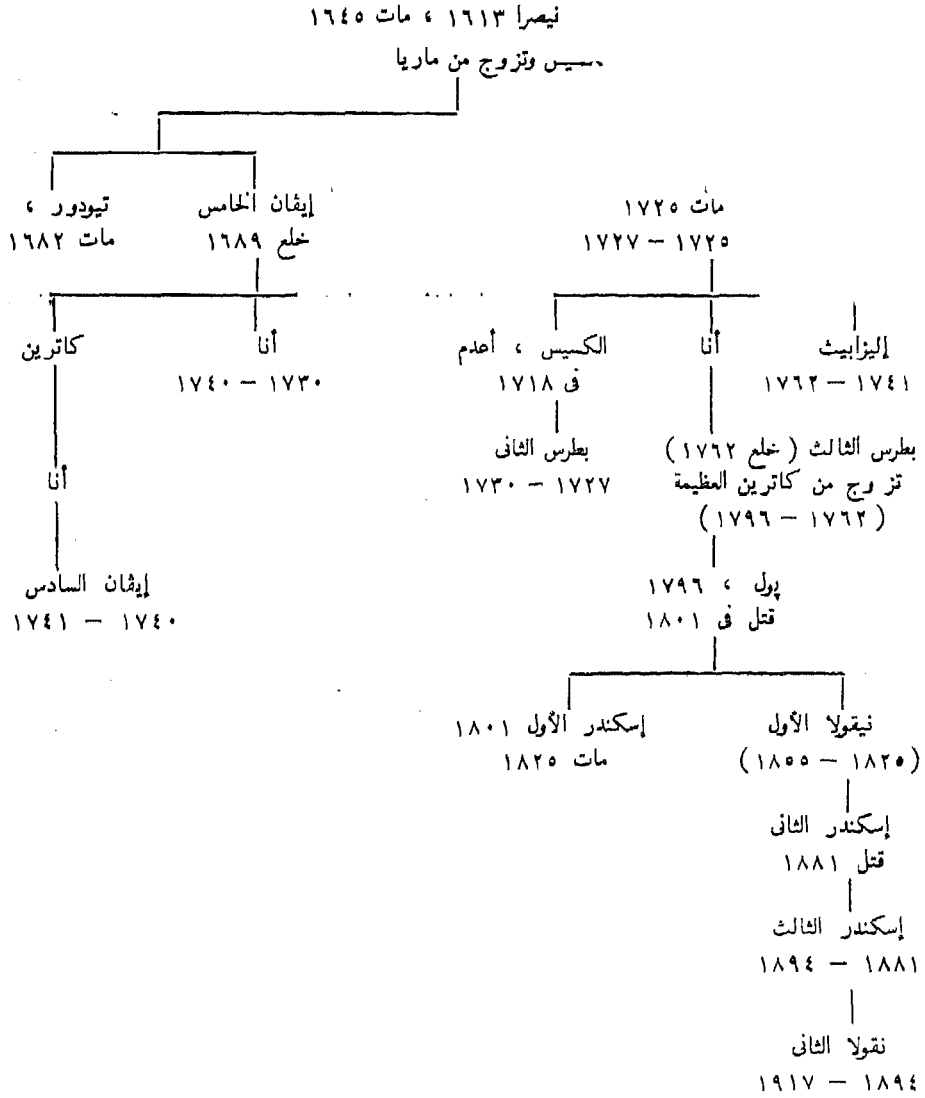 نيصرا ١٦١٣ ، مات ١٦٤٥
سيس وتزوج من ماريا
مات ١٧٢٥
١٧٢٥ – ١٧٢٧
إيڤان الخامس
خلع ١٦٨٩
تيودور ،
مات ١٦٨٢
إليزابيث
١٧٤١ – ١٧٦٢
أنا
الكسيس ، أعدم
فى ١٧١٨
أنا
١٧٣٠ – ١٧٤٠
كاترين
بطرس الثالث ( خلع ١٧٦٢ )
تزوج من كاترين العظيمة
( ١٧٦٢ – ١٧٩٦ )
بطرس الثانى
١٧٢٧ – ١٧٣٠
أنا
پول ، ١٧٩٦
قتل فى ١٨٠١
إيڤان السادس
١٧٤٠ – ١٧٤١
نيقولا الأول
( ١٨٢٥ – ١٨٥٥ )
إسكندر الأول ١٨٠١
مات ١٨٢٥
إسكندر الثانى
قتل ١٨٨١
إسكندر الثالث
١٨٨١ – ١٨٩٤
نقولا الثانى
١٨٩٤ – ١٩١٧